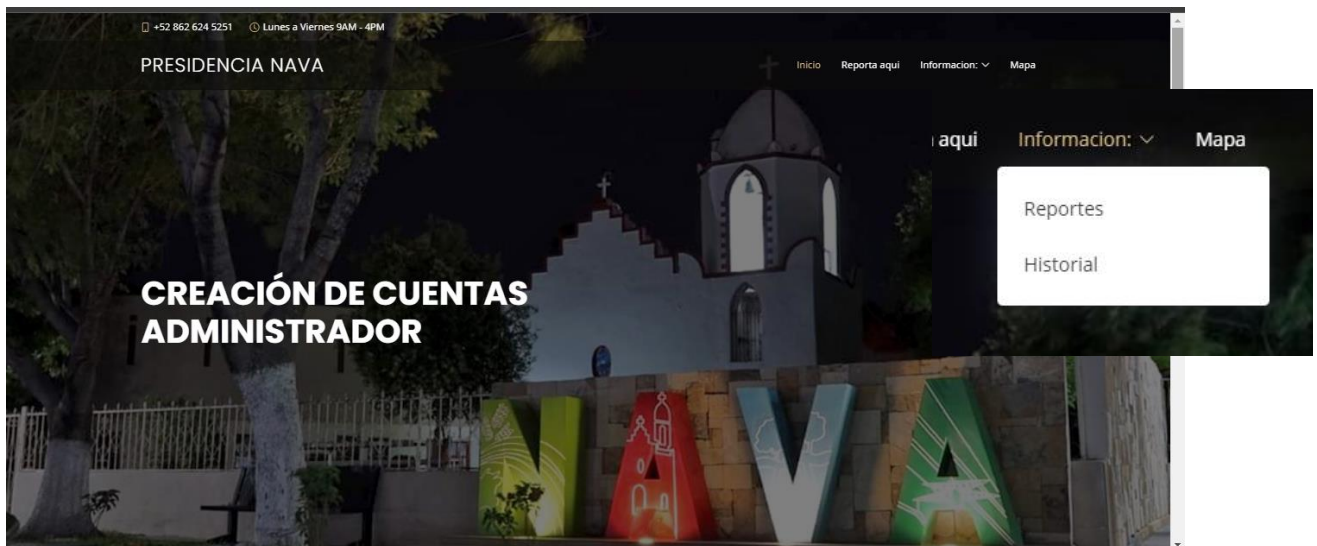 +52 862 624 5251 Lunes a Viernes 9AM - 4PM
PRESIDENCIA NAVA
Inicio Reporta aqui Informacion: Mapa
aqui Informacion: Mapa
Reportes
Historial
CREACIÓN DE CUENTAS
ADMINISTRADOR
NAVA